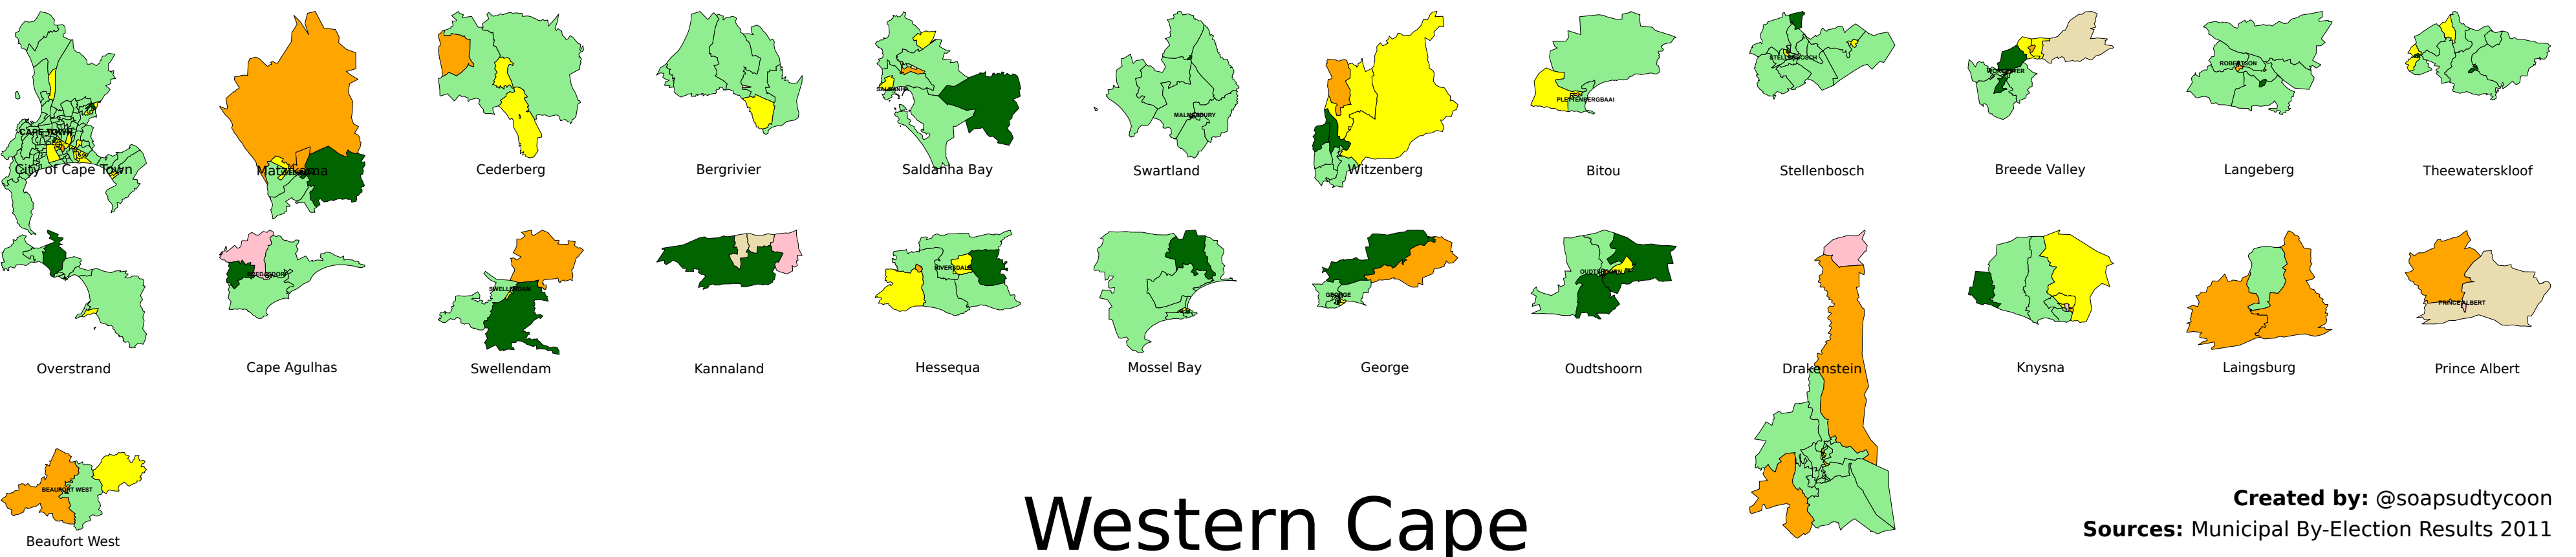 CAPE TOWN
City of Cape Town
Matzikama
Cederberg
Bergrivier
SALDANHA
Saldanha Bay
MALMESBURY
Swartland
Witzenberg
PLETTENBERGBAAI
Bitou
STELLENBOSCH
Stellenbosch
WORCESTER
Breede Valley
ROBERTSON
Langeberg
Theewaterskloof
Overstrand
BREDASDORP
Cape Agulhas
SWELLENDAM
Swellendam
Kannaland
RIVERSDALE
Hessequa
Mossel Bay
GEORGE
George
OUDTSHOORN
Oudtshoorn
Drakenstein
Knysna
Laingsburg
PRINCE ALBERT
Prince Albert
BEAUFORT WEST
Beaufort West
Western Cape
Created by: @soapsudtycoon
Sources: Municipal By-Election Results 2011